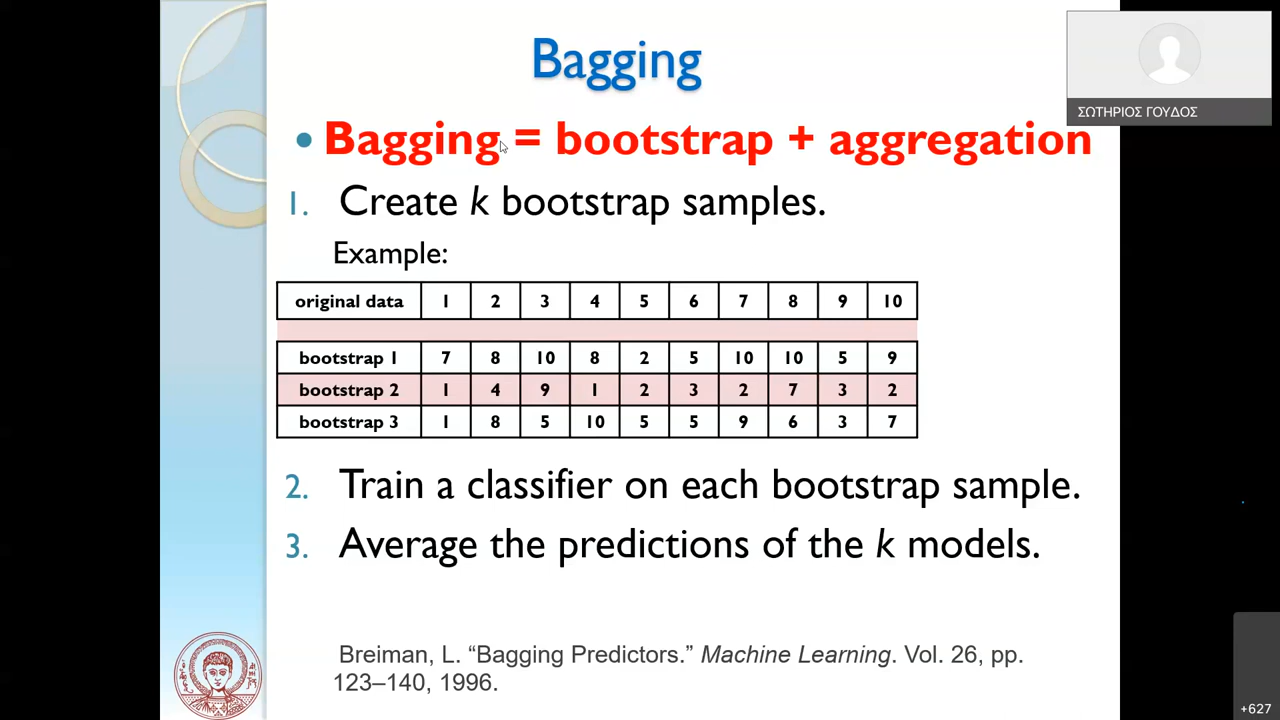 Bagging
• Bagging = bootstrap + aggregation
ΣΩΤΗΡΙΟΣ ΓΟΥΔΟΣ
1. Create k bootstrap samples.
Example:
original data 1 2 3 4 5 6 7 8 9 10
bootstrap 1 7 8 10 8 2 5 10 10 5 9
bootstrap 2 1 4 9 1 2 3 2 7 3 2
bootstrap 3 1 8 5 10 5 5 9 6 3 7
2. Train a classifier on each bootstrap sample.
3. Average the predictions of the k models.
Breiman, L. “Bagging Predictors.” Machine Learning. Vol. 26, pp.
123–140, 1996.
+627